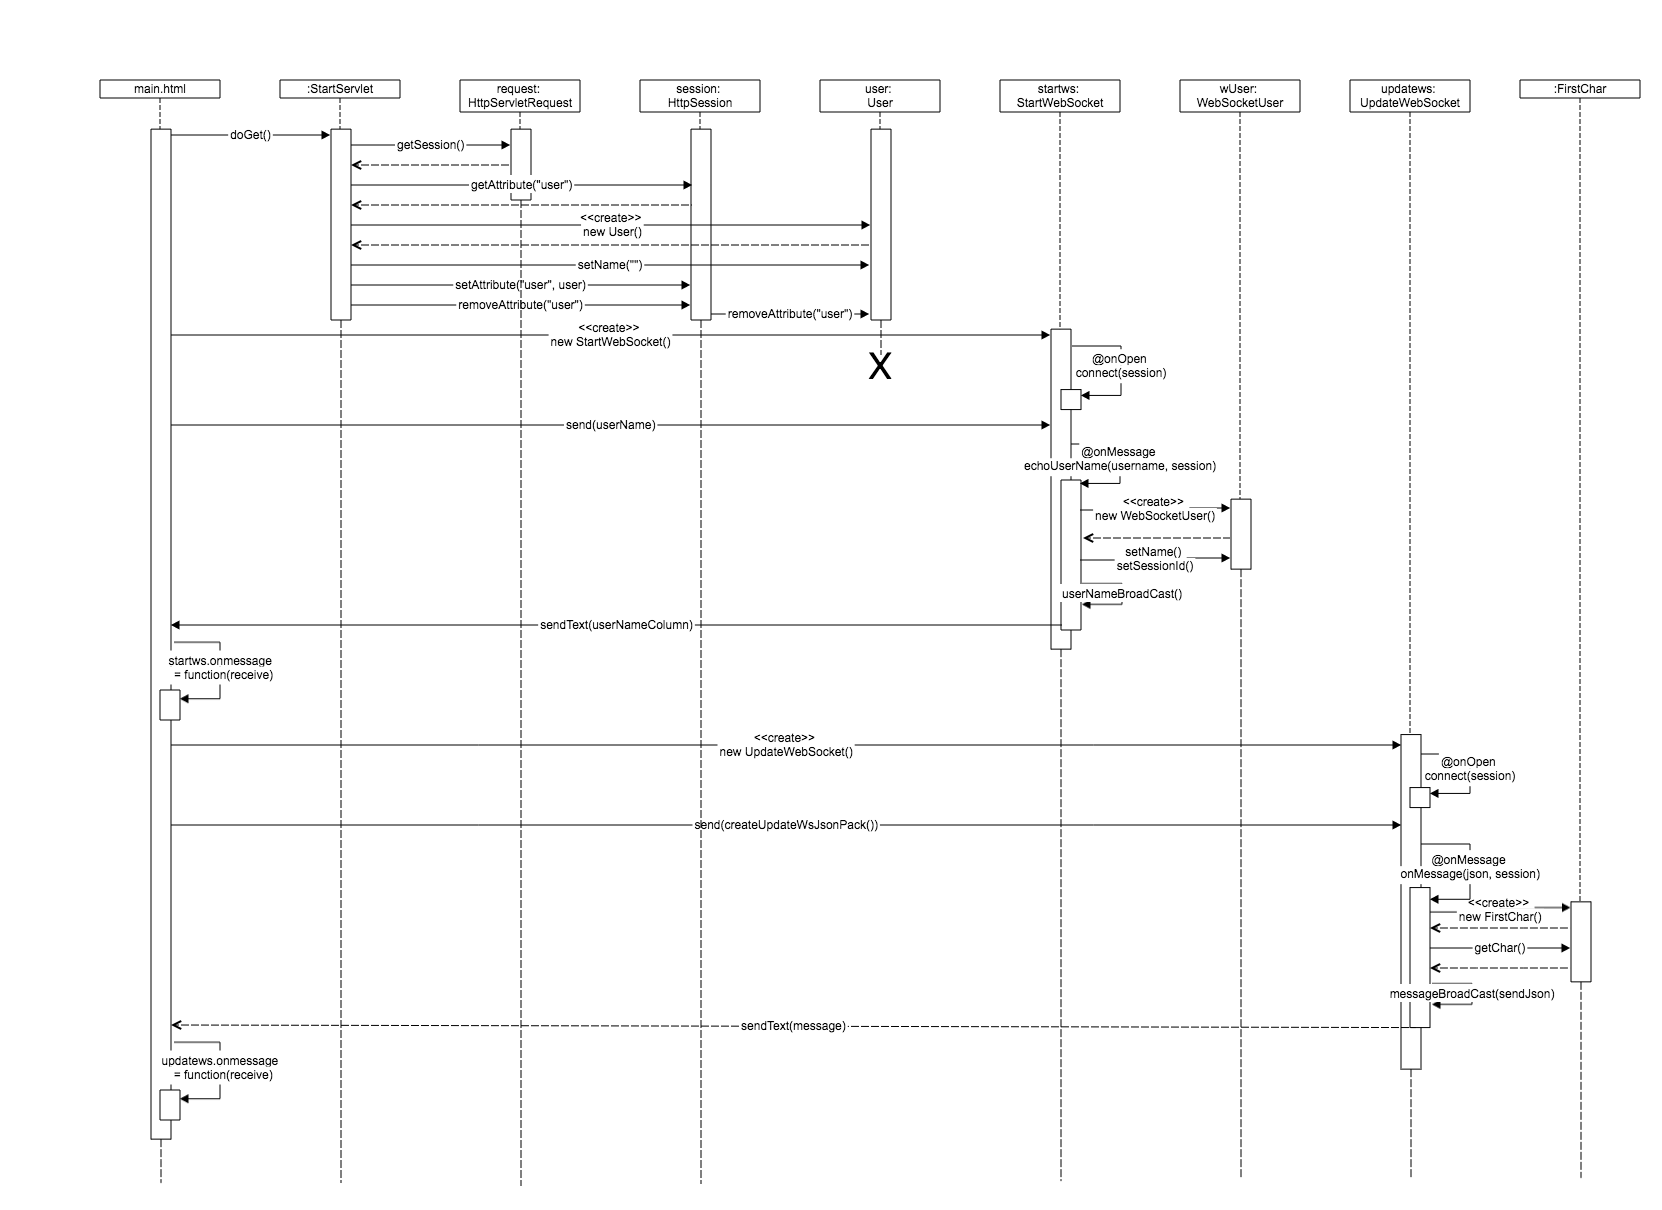 main.html
:StartServlet
request:
HttpServletRequest
session:
HttpSession
user:
User
startws:
StartWebSocket
wUser:
WebSocketUser
updatews:
UpdateWebSocket
:FirstChar
doGet()
getSession()
getAttribute("user")
<<create>>
new User()
setName("")
setAttribute("user", user)
removeAttribute("user")
removeAttribute("user")
<<create>>
new StartWebSocket()
@onOpen
connect(session)
X
send(userName)
@onMessage
echoUserName(username, session)
<<create>>
new WebSocketUser()
setName()
setSessionId()
userNameBroadCast()
sendText(userNameColumn)
startws.onmessage
= function(receive)
<<create>>
new UpdateWebSocket()
@onOpen
connect(session)
send(createUpdateWsJsonPack())
@onMessage
onMessage(json, session)
<<create>>
new FirstChar()
getChar()
messageBroadCast(sendJson)
sendText(message)
updatews.onmessage
= function(receive)